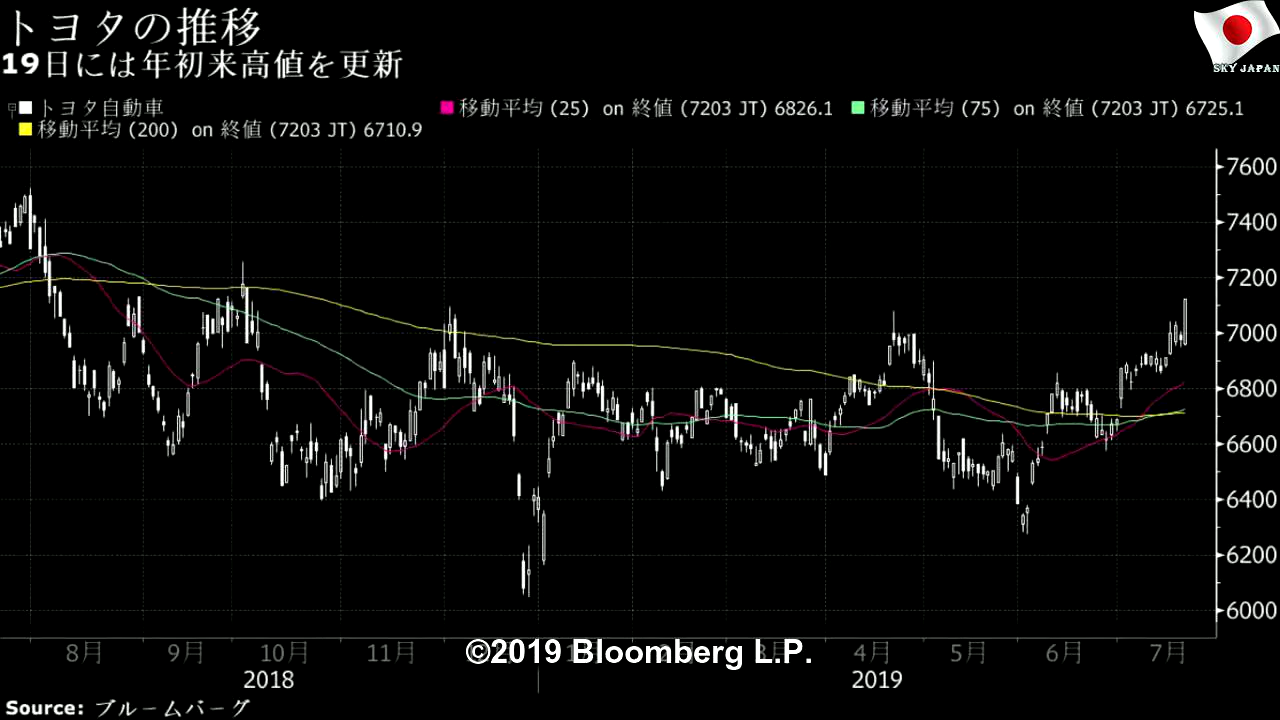 トヨタの推移
19日には年初来高値を更新
SKY JAPAN
トヨタ自動車 移動平均 (25) on 終値 (7203 JT) 6826.1 移動平均 (75) on 終値 (7203 JT) 6725.1
移動平均 (200) on 終値 (7203 JT) 6710.9
7600
7400
7200
7000
6800
6600
6400
6200
6000
8月 9月 10月 11月 4月 5月 6月 7月
©2019 Bloomberg L.P.
2018 2019
Source: ブルームバーグ